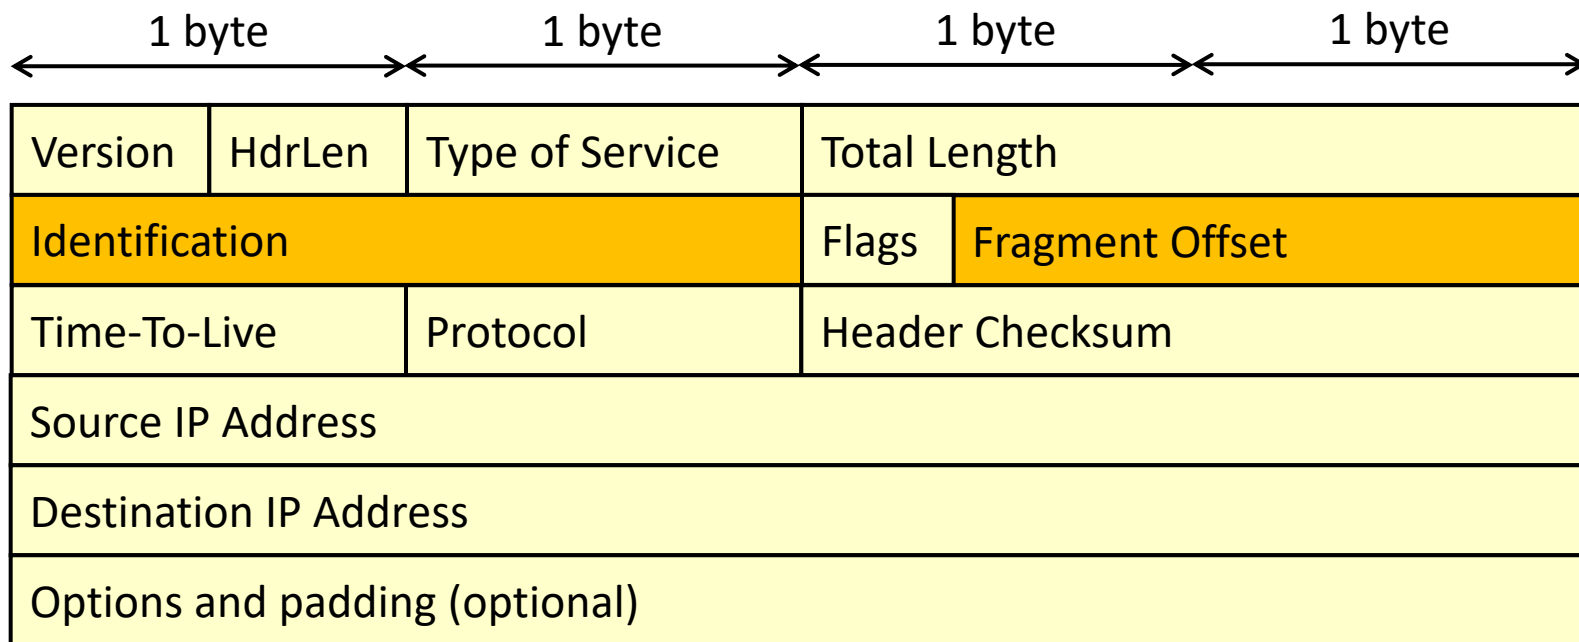 1 byte 1 byte 1 byte 1 byte
Version HdrLen Type of Service Total Length
Identification Flags Fragment Offset
Time-To-Live Protocol Header Checksum
Source IP Address
Destination IP Address
Options and padding (optional)